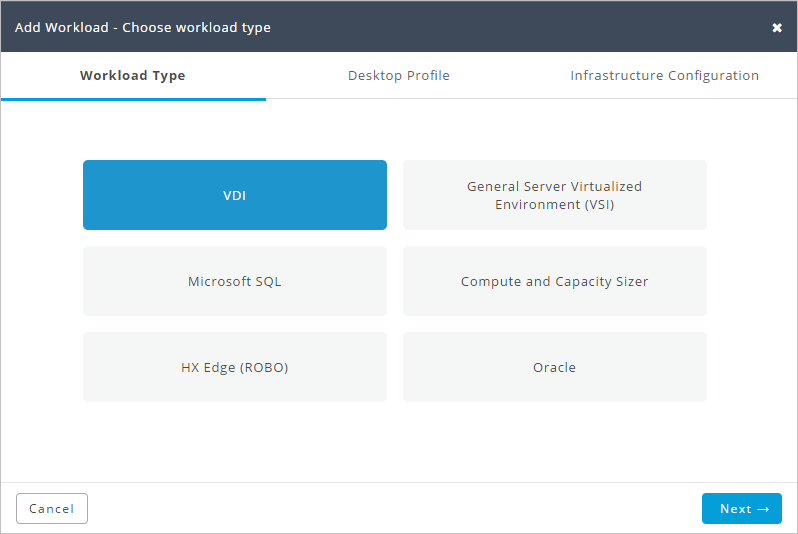 Add Workload - Choose workload type ✖
Workload Type Desktop Profile Infrastructure Configuration
VDI
General Server Virtualized
Environment (VSI)
Microsoft SQL
Compute and Capacity Sizer
HX Edge (ROBO)
Oracle
Cancel
Next →